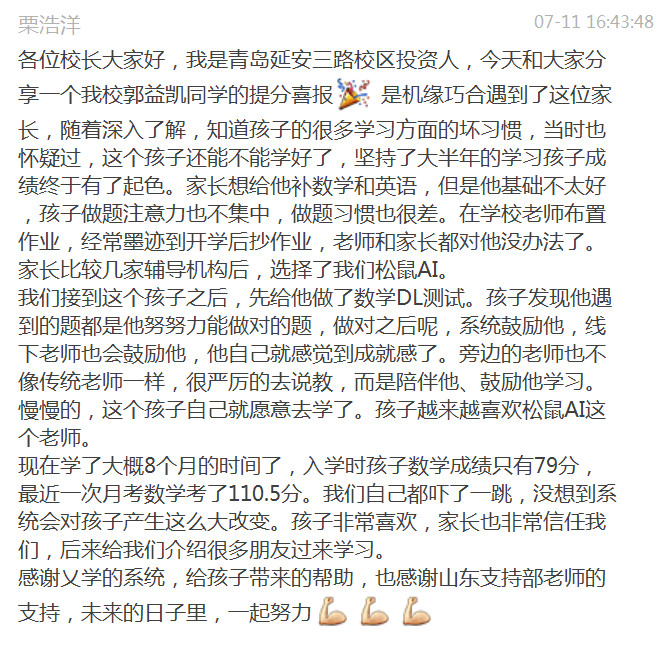 栗浩洋
07-11 16:43:48
各位校长大家好，我是青岛延安三路校区投资人，今天和大家分
享一个我校郭益凯同学的提分喜报🎉 是机缘巧合遇到了这位家
长，随着深入了解，知道孩子的很多学习方面的坏习惯，当时也
怀疑过，这个孩子还能不能学好了，坚持了大半年的学习孩子成
绩终于有了起色。家长想给他补数学和英语，但是他基础不太好
，孩子做题注意力也不集中，做题习惯也很差。在学校老师布置
作业，经常墨迹到开学后抄作业，老师和家长都对他没办法了。
家长比较几家辅导机构后，选择了我们松鼠AI。
我们接到这个孩子之后，先给他做了数学DL测试。孩子发现他遇
到的题都是他努努力能做对的题，做对之后呢，系统鼓励他，线
下老师也会鼓励他，他自己就感觉到成就感了。旁边的老师也不
像传统老师一样，很严厉的去说教，而是陪伴他、鼓励他学习。
慢慢的，这个孩子自己就愿意去学了。孩子越来越喜欢松鼠AI这
个老师。
现在学了大概8个月的时间了，入学时孩子数学成绩只有79分，
最近一次月考数学考了110.5分。我们自己都吓了一跳，没想到系
统会对孩子产生这么大改变。孩子非常喜欢，家长也非常信任我
们，后来给我们介绍很多朋友过来学习。
感谢乂学的系统，给孩子带来的帮助，也感谢山东支持部老师的
支持，未来的日子里，一起努力💪💪💪